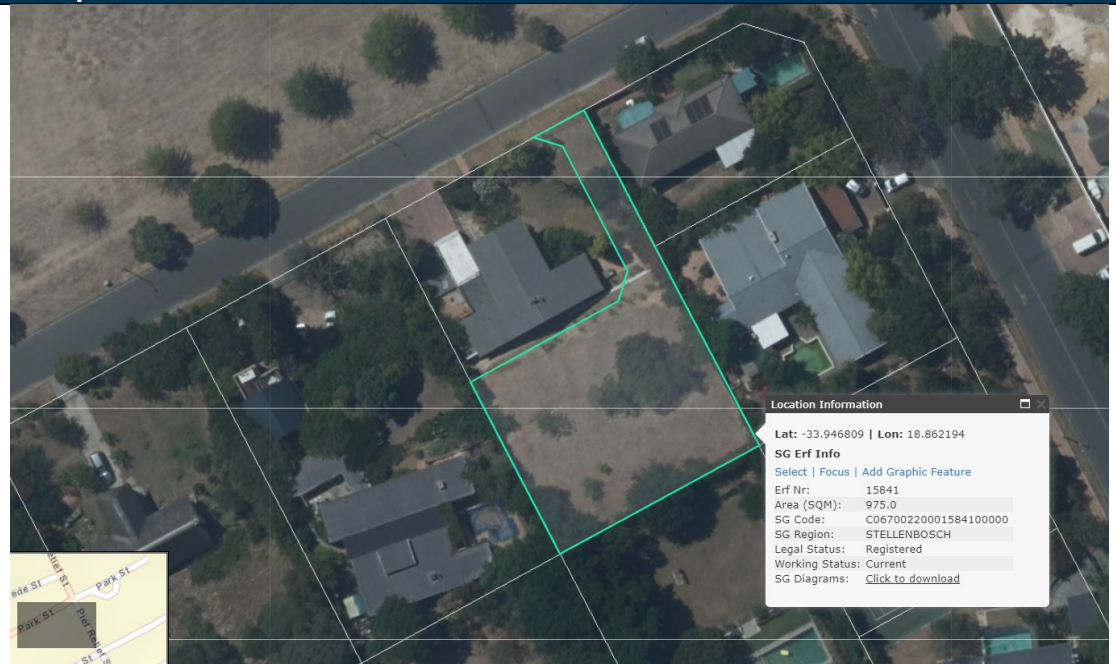 Location Information
Lat: -33.946809 | Lon: 18.862194
SG Erf Info
Select | Focus | Add Graphic Feature
Erf Nr: 15841
Area (SQM): 975.0
SG Code: C06700220001584100000
SG Region: STELLENBOSCH
Legal Status: Registered
Working Status: Current
SG Diagrams: Click to download
Park St
Park St